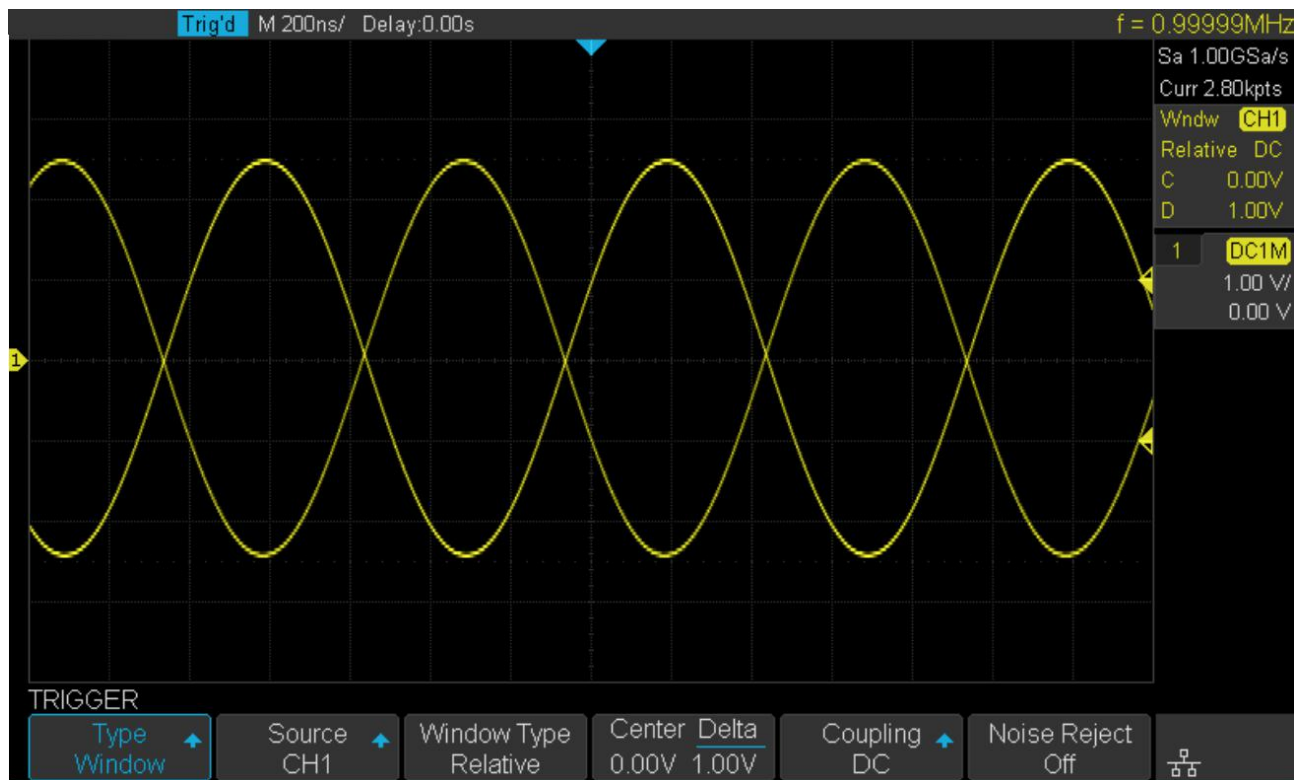 Trig'd M 200ns/ Delay:0.00s f = 0.99999MHz
Sa 1.00GSa/s
Curr 2.80kpts
Wndw CH1
Relative DC
C 0.00V
D 1.00V
1 DC1M
1.00 V/
0.00 V
1
TRIGGER
Type Source Window Type Center Delta Coupling Noise Reject
Window CH1 Relative 0.00V 1.00V DC Off